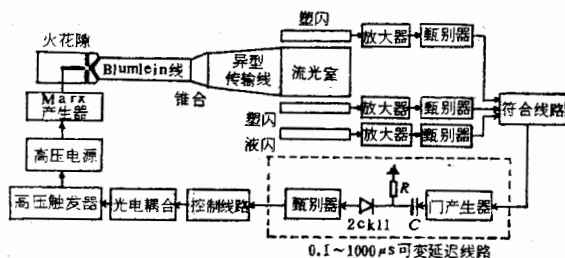 塑闪
放大器
甄别器
火花隙
Blumlein线
锥合
异型
传输线
流光室
Marx
产生器
塑闪
放大器
甄别器
符合线路
液闪
放大器
甄别器
高压电源
高压触发器
光电耦合
控制线路
甄别器
2ck11
R
C
门产生器
0.1～1000μs可变延迟线路